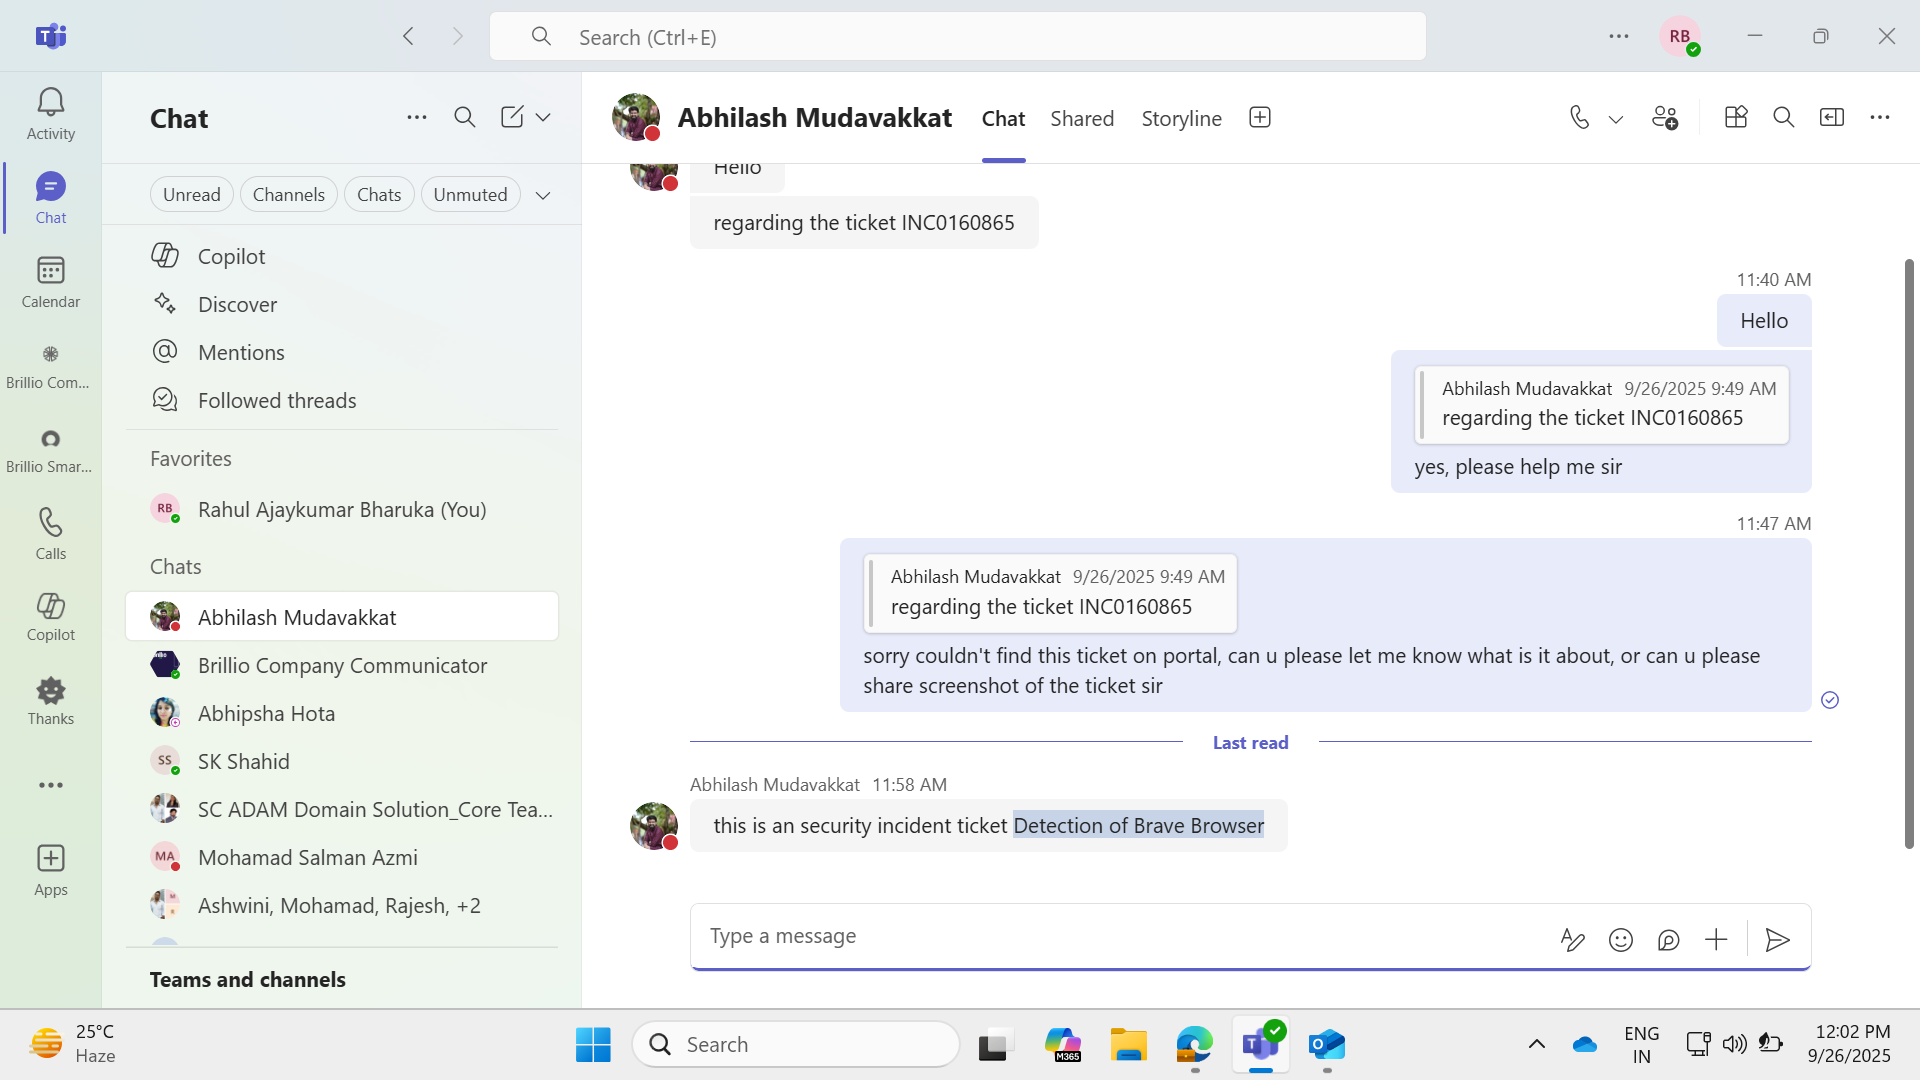 Search (Ctrl+E)
RB
Activity
Chat
Calendar
Brillio Com...
Brillio Smar...
Calls
Copilot
Thanks
Apps
Chat
Unread
Channels
Chats
Unmuted
Copilot
Discover
Mentions
Followed threads
Favorites
RB
Rahul Ajaykumar Bharuka (You)
Chats
Abhilash Mudavakkat
Brillio Company Communicator
Abhipsha Hota
SS
SK Shahid
SC ADAM Domain Solution_Core Tea...
MA
Mohamad Salman Azmi
Ashwini, Mohamad, Rajesh, +2
Teams and channels
Abhilash Mudavakkat
Chat
Shared
Storyline
Hello
regarding the ticket INC0160865
11:40 AM
Hello
Abhilash Mudavakkat 9/26/2025 9:49 AM
regarding the ticket INC0160865
yes, please help me sir
11:47 AM
Abhilash Mudavakkat 9/26/2025 9:49 AM
regarding the ticket INC0160865
sorry couldn't find this ticket on portal, can u please let me know what is it about, or can u please
share screenshot of the ticket sir
Last read
Abhilash Mudavakkat 11:58 AM
this is an security incident ticket Detection of Brave Browser
Type a message
25°C
Haze
Search
M365
ENG
IN
12:02 PM
9/26/2025